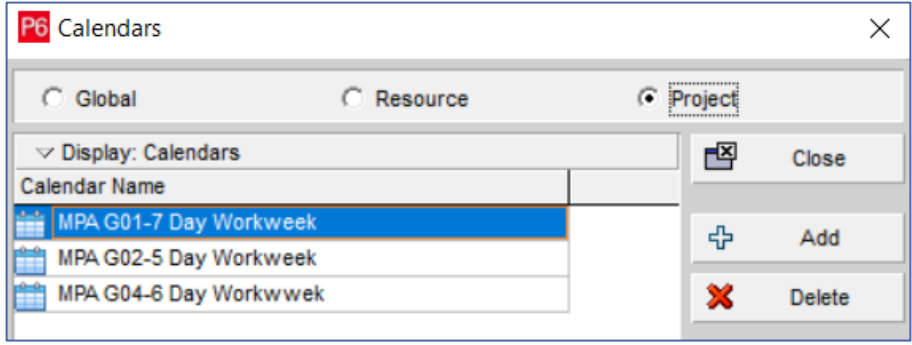 P6 Calendars
Global Resource Project
Display: Calendars
Close
Calendar Name
MPA G01-7 Day Workweek
Add
MPA G02-5 Day Workweek
MPA G04-6 Day Workwwek
Delete